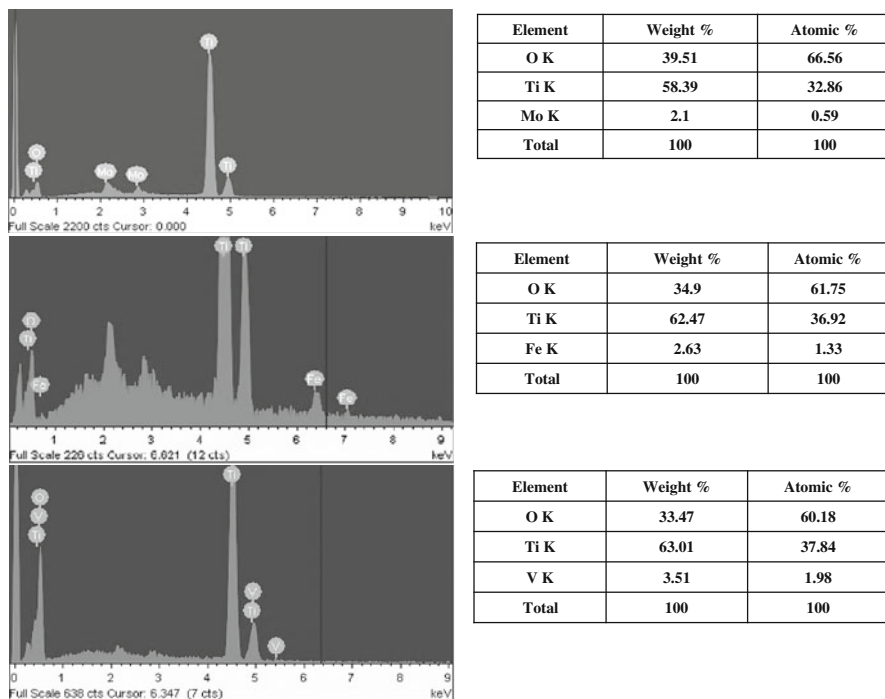 Ti
O
Ti
Mo
Mo
Ti
0 1 2 3 4 5 6 7 8 9 10
Full Scale 2200 cts Cursor: 0.000 keV
Element Weight % Atomic %
O K 39.51 66.56
Ti K 58.39 32.86
Mo K 2.1 0.59
Total 100 100
Ti Ti
O
Ti
Fe
Fe
Fe
1 2 3 4 5 6 7 8 9
Full Scale 228 cts Cursor: 6.621 (12 cts) keV
Element Weight % Atomic %
O K 34.9 61.75
Ti K 62.47 36.92
Fe K 2.63 1.33
Total 100 100
Ti
O
V
Ti
V
Ti
V
0 1 2 3 4 5 6 7 8 9
Full Scale 638 cts Cursor: 6.347 (7 cts) keV
Element Weight % Atomic %
O K 33.47 60.18
Ti K 63.01 37.84
V K 3.51 1.98
Total 100 100